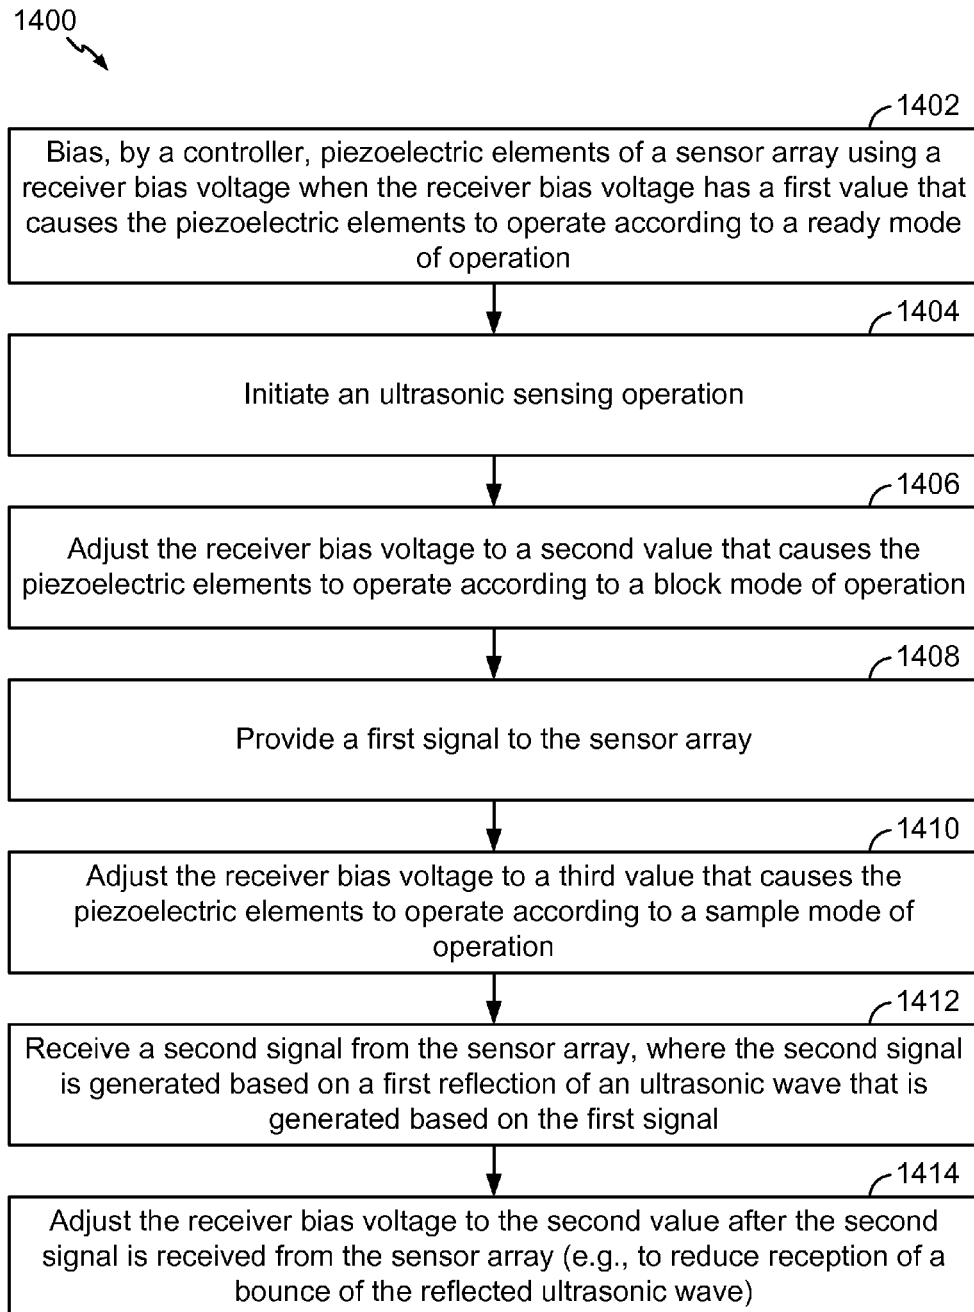 1400
1402
Bias, by a controller, piezoelectric elements of a sensor array using a
receiver bias voltage when the receiver bias voltage has a first value that
causes the piezoelectric elements to operate according to a ready mode
of operation
1404
Initiate an ultrasonic sensing operation
1406
Adjust the receiver bias voltage to a second value that causes the
piezoelectric elements to operate according to a block mode of operation
1408
Provide a first signal to the sensor array
1410
Adjust the receiver bias voltage to a third value that causes the
piezoelectric elements to operate according to a sample mode of
operation
1412
Receive a second signal from the sensor array, where the second signal
is generated based on a first reflection of an ultrasonic wave that is
generated based on the first signal
1414
Adjust the receiver bias voltage to the second value after the second
signal is received from the sensor array (e.g., to reduce reception of a
bounce of the reflected ultrasonic wave)